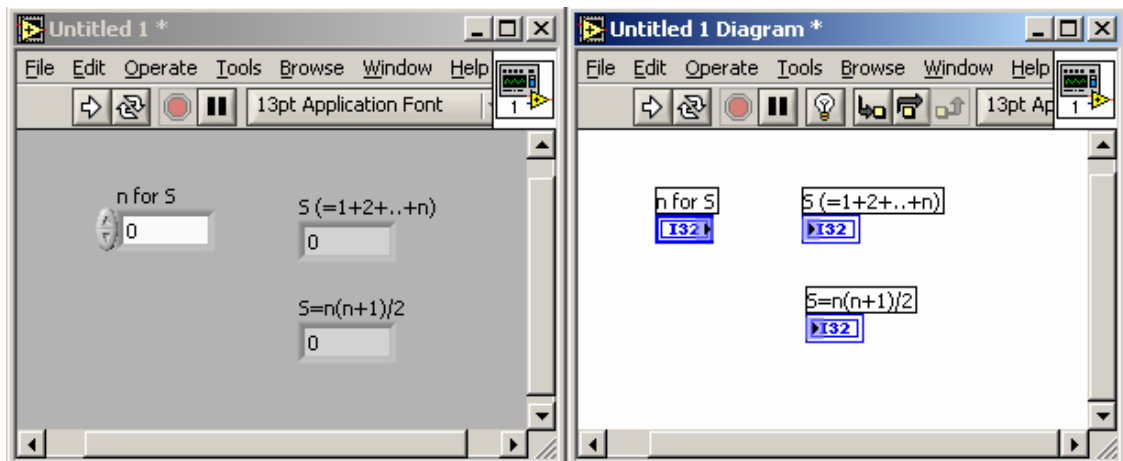 Untitled 1 *
File Edit Operate Tools Browse Window Help
13pt Application Font
1
n for S
0
S (=1+2+..+n)
0
S=n(n+1)/2
0
Untitled 1 Diagram *
File Edit Operate Tools Browse Window Help
13pt Ap
1
n for S
I32
S (=1+2+..+n)
I32
S=n(n+1)/2
I32